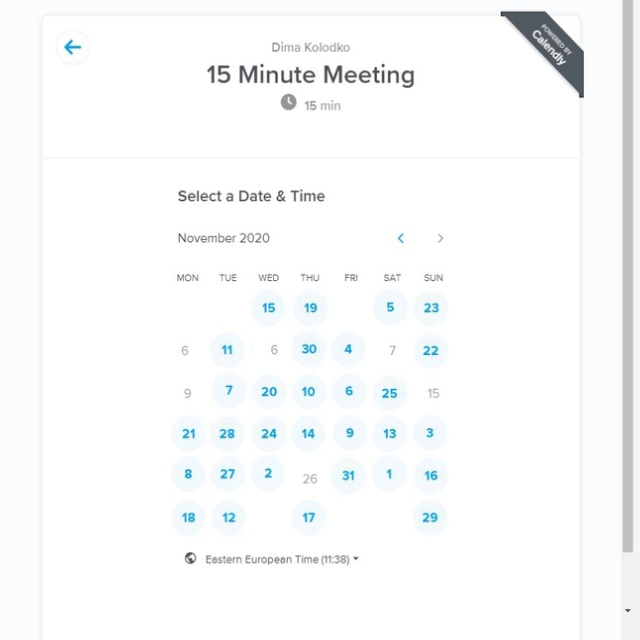 POWERED BY
Calendly
Dima Kolodko
15 Minute Meeting
15 min
Select a Date & Time
November 2020
MON TUE WED THU FRI SAT SUN
15 19 5 23
6 11 6 30 4 7 22
9 7 20 10 6 25 15
21 28 24 14 9 13 3
8 27 2 26 31 1 16
18 12 17 29
Eastern European Time (11:38)